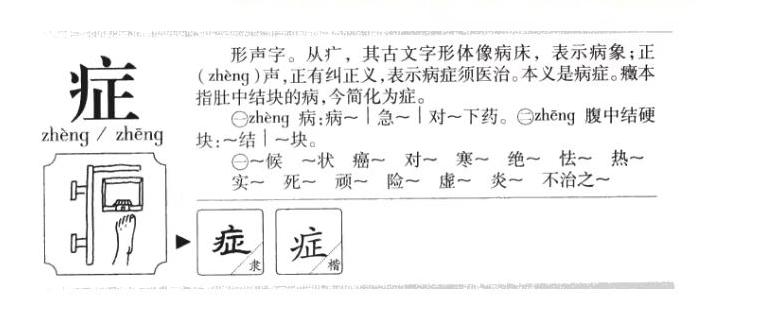 症
zhèng / zhēng
形声字。从疒，其古文字形体像病床，表示病象；正
（zhèng）声，正有纠正义，表示病症须医治。本义是病症。癥本
指肚中结块的病，今简化为症。
㊀zhèng 病：病～｜急～｜对～下药。㊁zhēng 腹中结硬
块：～结｜～块。
㊀～候 ～状 癌～ 对～ 寒～ 绝～ 怯～ 热～
实～ 死～ 顽～ 险～ 虚～ 炎～ 不治之～
症 隶
症 楷